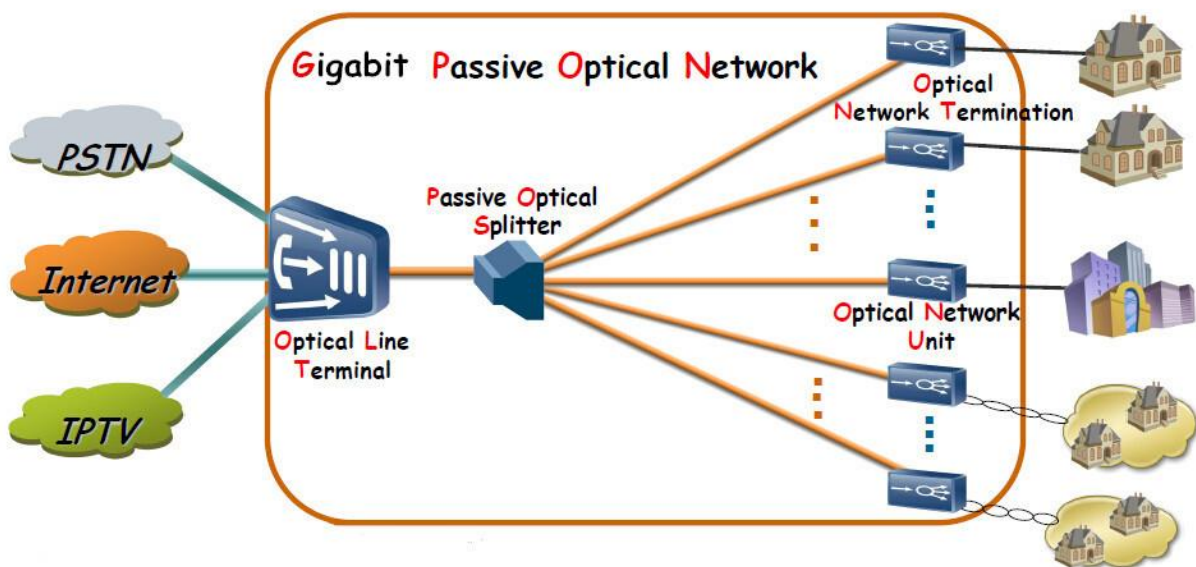 Gigabit Passive Optical Network
Optical
Network Termination
PSTN
Passive Optical
Splitter
Internet
Optical Network
Unit
Optical Line
Terminal
IPTV